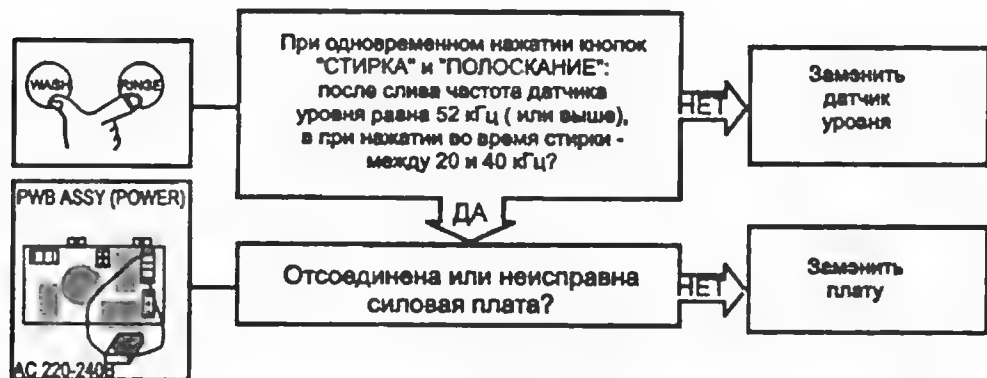 WASH
RINGE
При одновременном нажатии кнопок
"СТИРКА" и "ПОЛОСКАНИЕ":
после слива частота датчика
уровня равна 52 кГц ( или выше),
в при нажатии во время стирки -
между 20 и 40 кГц?
НЕТ
Заменить
датчик
уровня
ДА
PWB ASSY (POWER)
AC 220-240В
Отсоединена или неисправна
силовая плата?
НЕТ
Заменить
плату